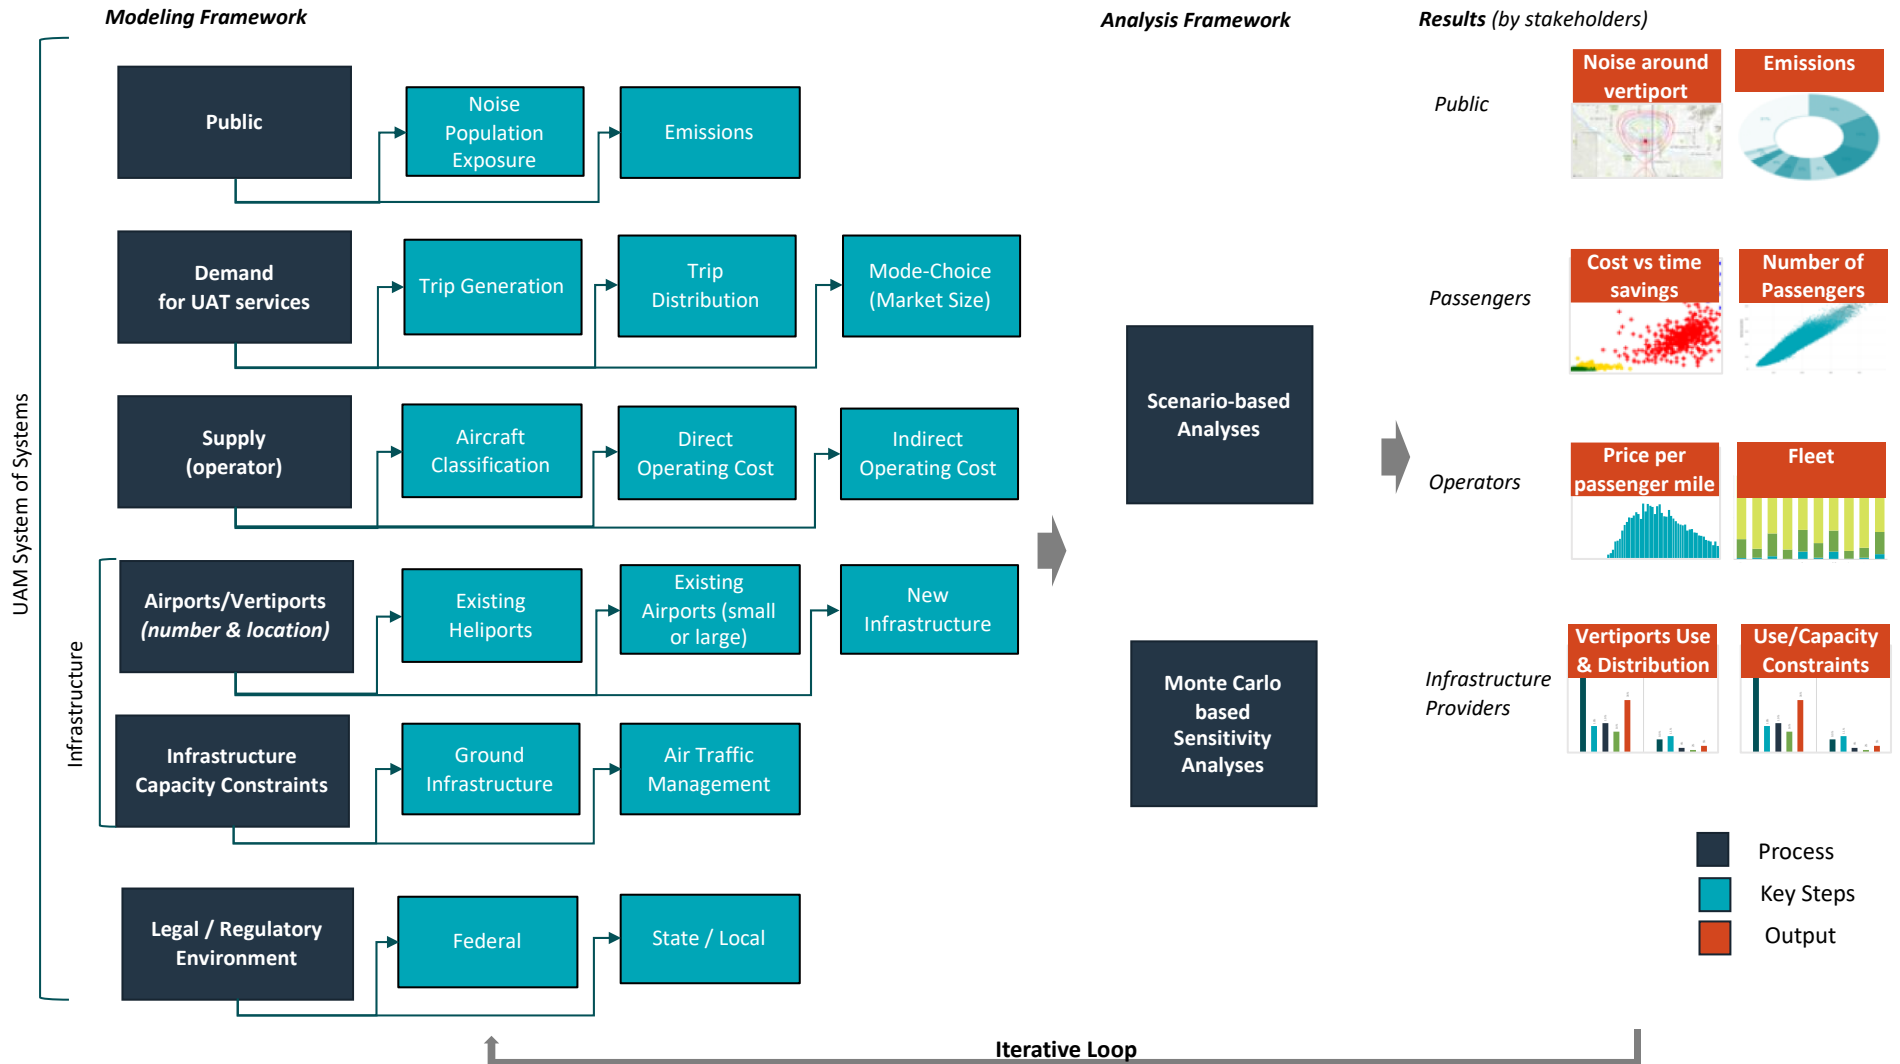 Modeling Framework
Analysis Framework
Results (by stakeholders)
UAM System of Systems
Infrastructure
Public
Noise
Population
Exposure
Emissions
Demand
for UAT services
Trip Generation
Trip
Distribution
Mode-Choice
(Market Size)
Supply
(operator)
Aircraft
Classification
Direct
Operating Cost
Indirect
Operating Cost
Airports/Vertiports
(number & location)
Existing
Heliports
Existing
Airports (small
or large)
New
Infrastructure
Infrastructure
Capacity Constraints
Ground
Infrastructure
Air Traffic
Management
Legal / Regulatory
Environment
Federal
State / Local
Scenario-based
Analyses
Monte Carlo
based
Sensitivity
Analyses
Public
Noise around
vertiport
Emissions
Passengers
Cost vs time
savings
Number of
Passengers
Operators
Price per
passenger mile
Fleet
Infrastructure
Providers
Vertiports Use
& Distribution
Use/Capacity
Constraints
Process
Key Steps
Output
Iterative Loop